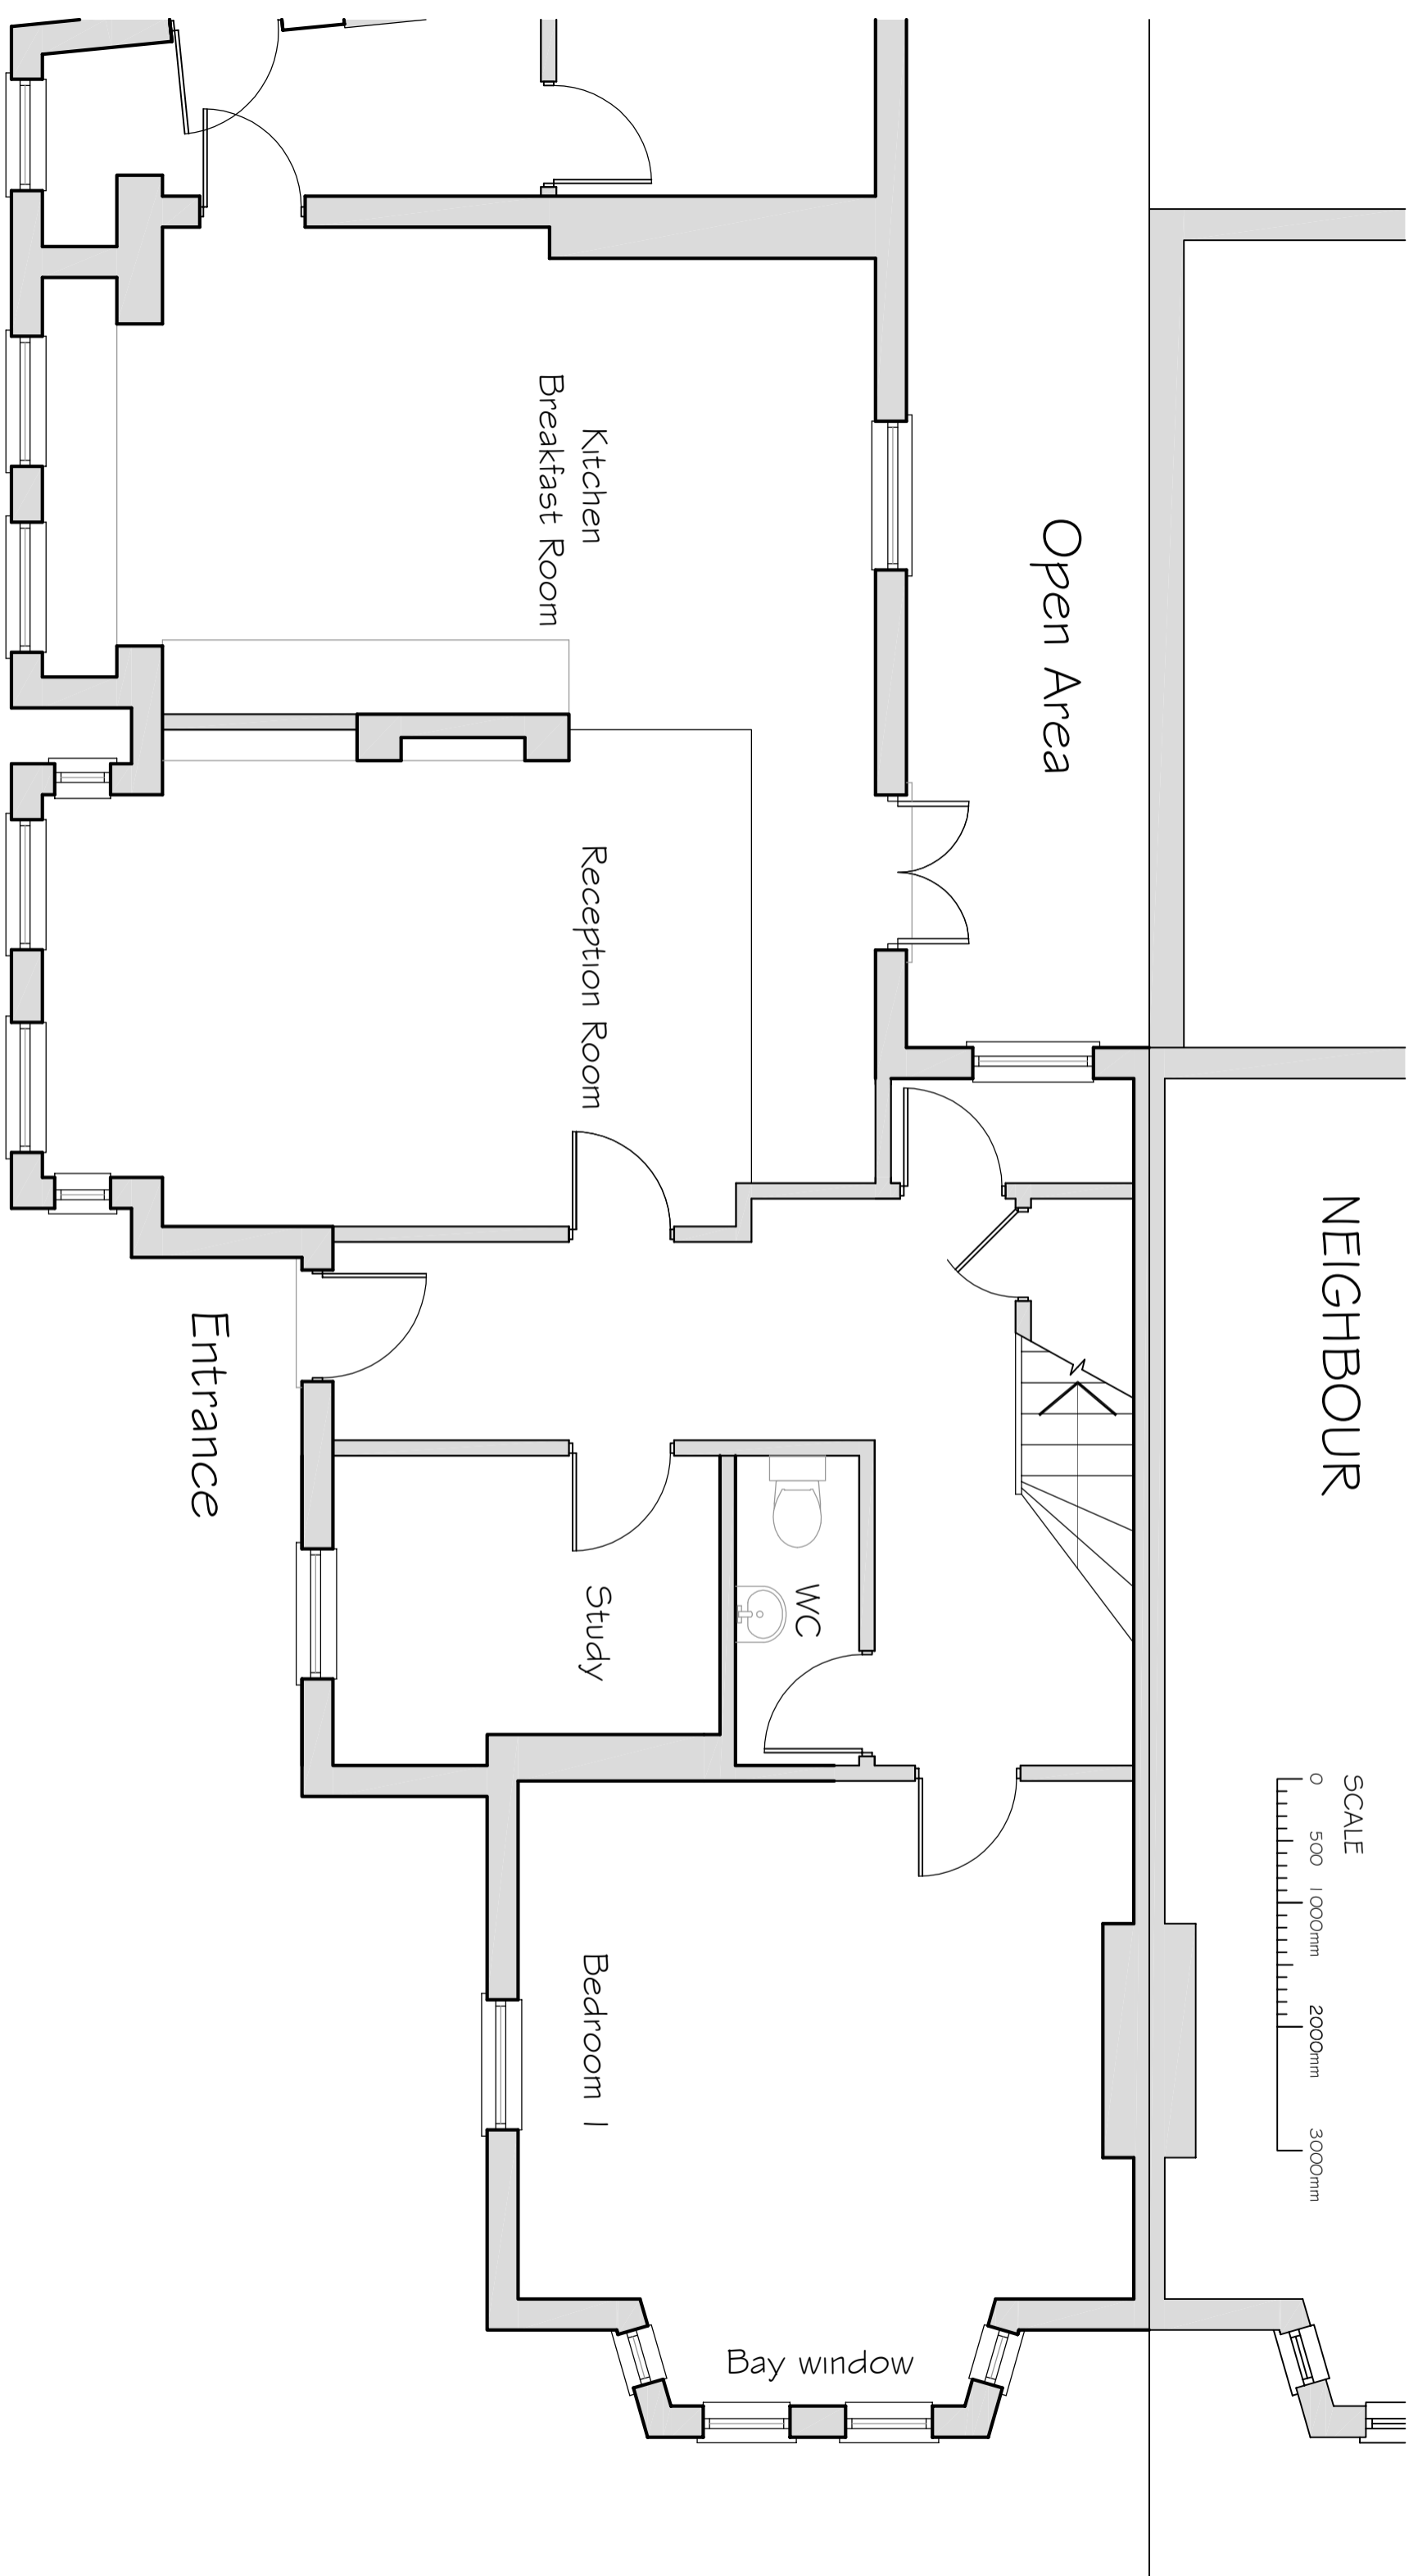 NEIGHBOUR
SCALE
0 500 1000mm 2000mm 3000mm
Open Area
Kitchen
Breakfast Room
Reception Room
Study
WC
Bedroom 1
Bay window
Entrance